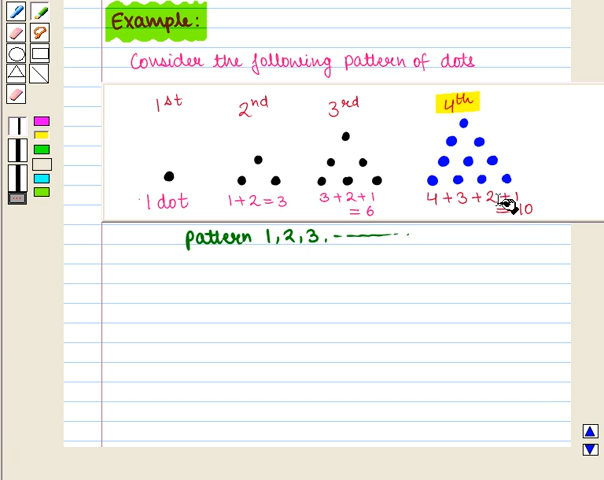 Example:
Consider the following pattern of dots
1st 2nd 3rd 4th
1 dot 1+2=3 3+2+1 4+3+2+1
=6 =10
pattern 1,2,3,-----...